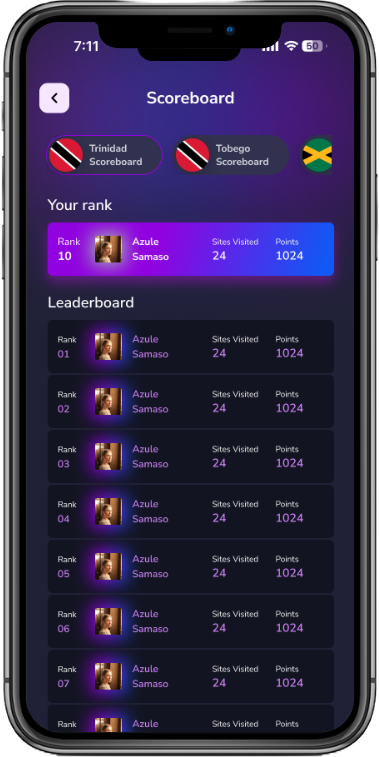 7:11
50
Scoreboard
Trinidad
Scoreboard
Tobego
Scoreboard
Your rank
Rank
10
Azule
Samaso
Sites Visited
24
Points
1024
Leaderboard
Rank
01
Azule
Samaso
Sites Visited
24
Points
1024
Rank
02
Azule
Samaso
Sites Visited
24
Points
1024
Rank
03
Azule
Samaso
Sites Visited
24
Points
1024
Rank
04
Azule
Samaso
Sites Visited
24
Points
1024
Rank
05
Azule
Samaso
Sites Visited
24
Points
1024
Rank
06
Azule
Samaso
Sites Visited
24
Points
1024
Rank
07
Azule
Samaso
Sites Visited
24
Points
1024
Rank
Azule
Sites Visited
Points